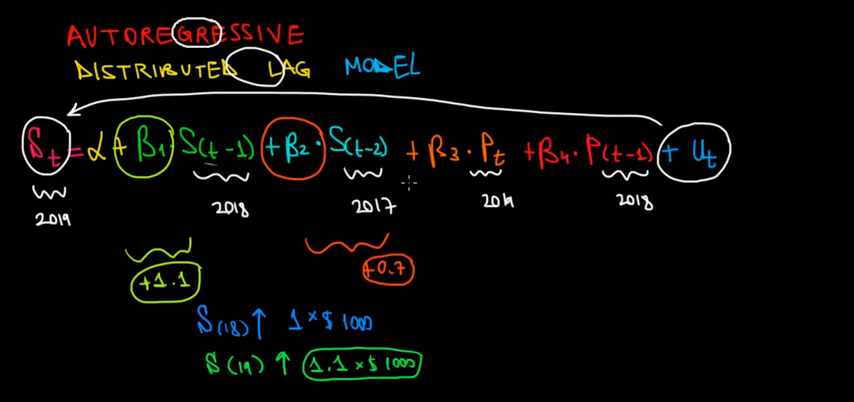 AUTOREGRESSIVE
DISTRIBUTED LAG MODEL
St = α + β1 · S(t-1) + β2 · S(t-2) + β3 · Pt + β4 · P(t-1) + Ut
2019 2018 2017 2019 2018
+1.1 +0.7
S(18) ↑ 1 × $ 1000
S(19) ↑ 1.1 × $ 1000